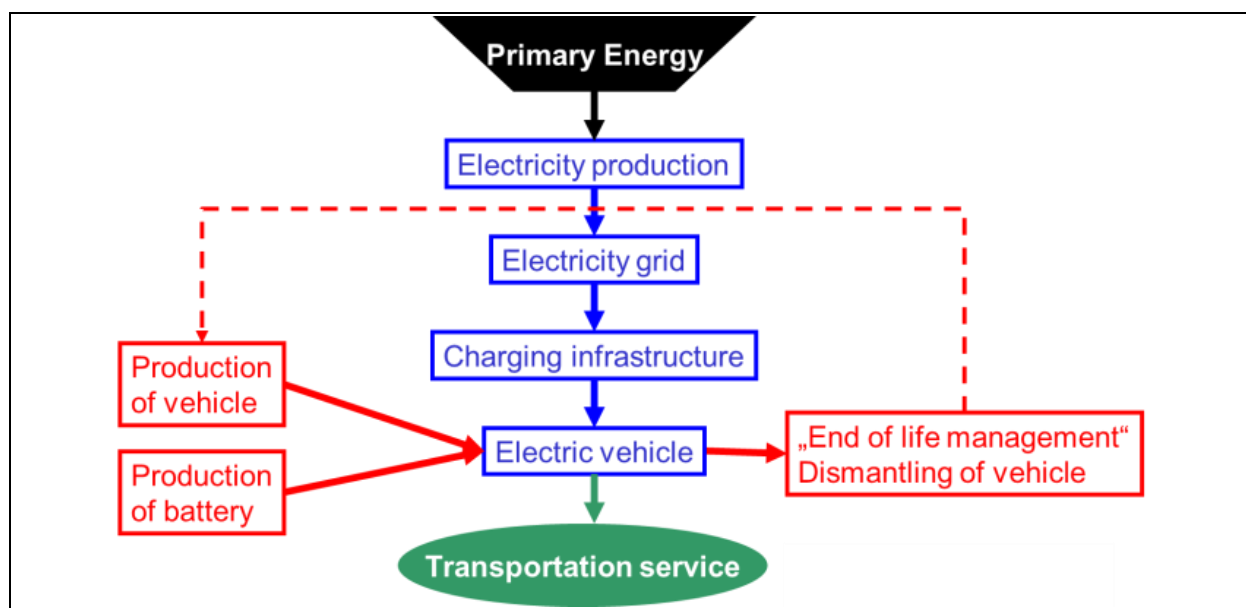 Primary Energy
Electricity production
Electricity grid
Charging infrastructure
Production
of vehicle
Electric vehicle
„End of life management“
Dismantling of vehicle
Production
of battery
Transportation service